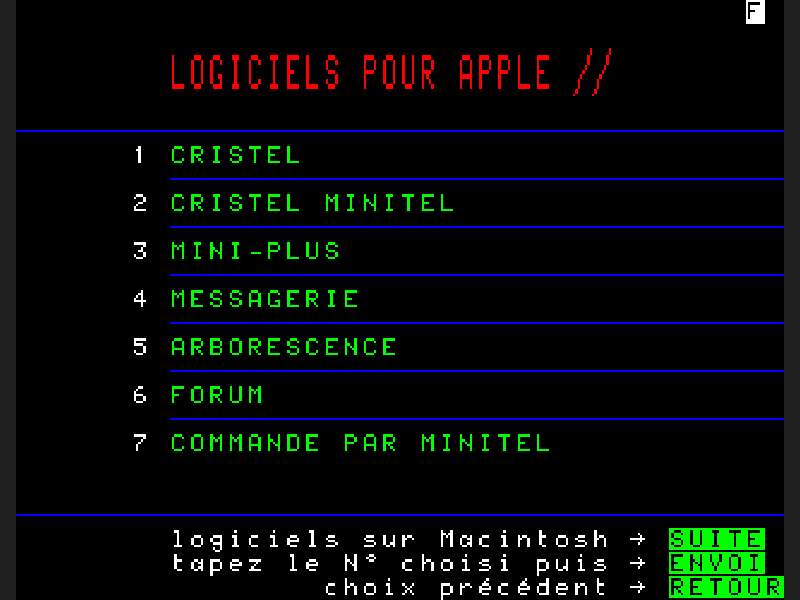 F
LOGICIELS POUR APPLE //
1 CRISTEL
2 CRISTEL MINITEL
3 MINI-PLUS
4 MESSAGERIE
5 ARBORESCENCE
6 FORUM
7 COMMANDE PAR MINITEL
logiciels sur Macintosh → SUITE
tapez le N° choisi puis → ENVOI
choix précédent → RETOUR